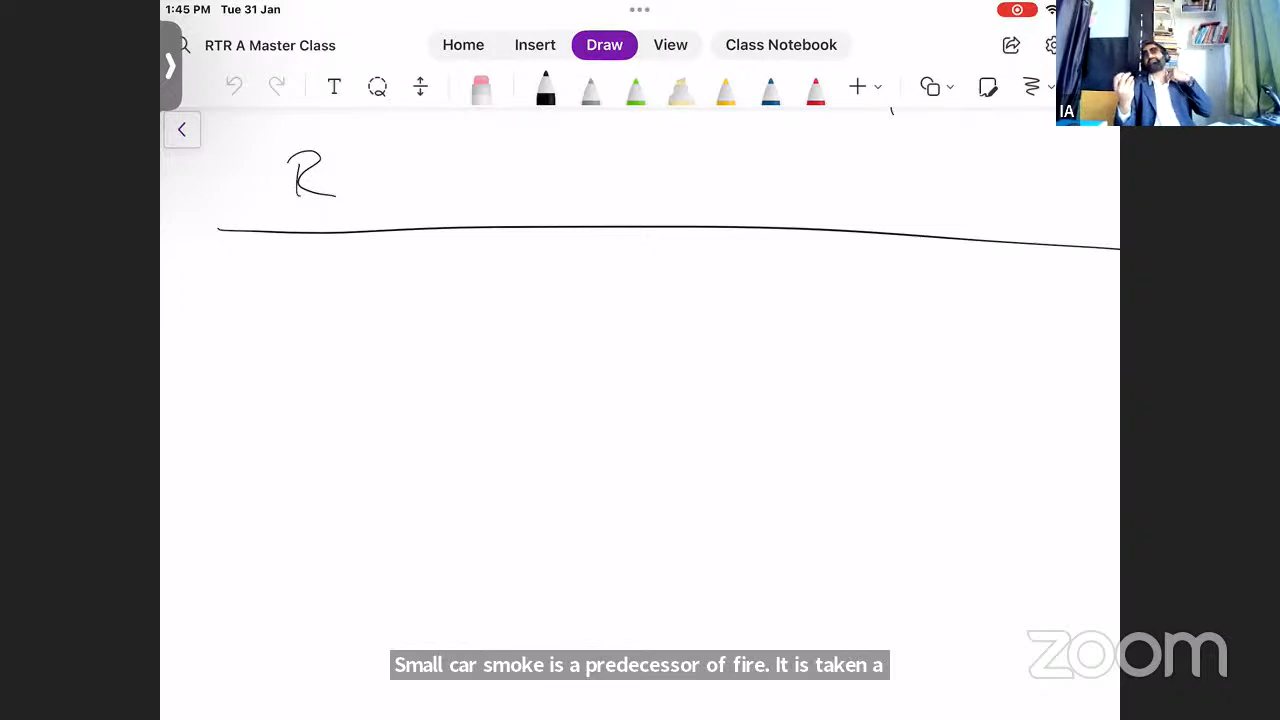 1:45 PM Tue 31 Jan
RTR A Master Class
Home Insert Draw View Class Notebook
T
IA
R
Small car smoke is a predecessor of fire. It is taken a
zoom